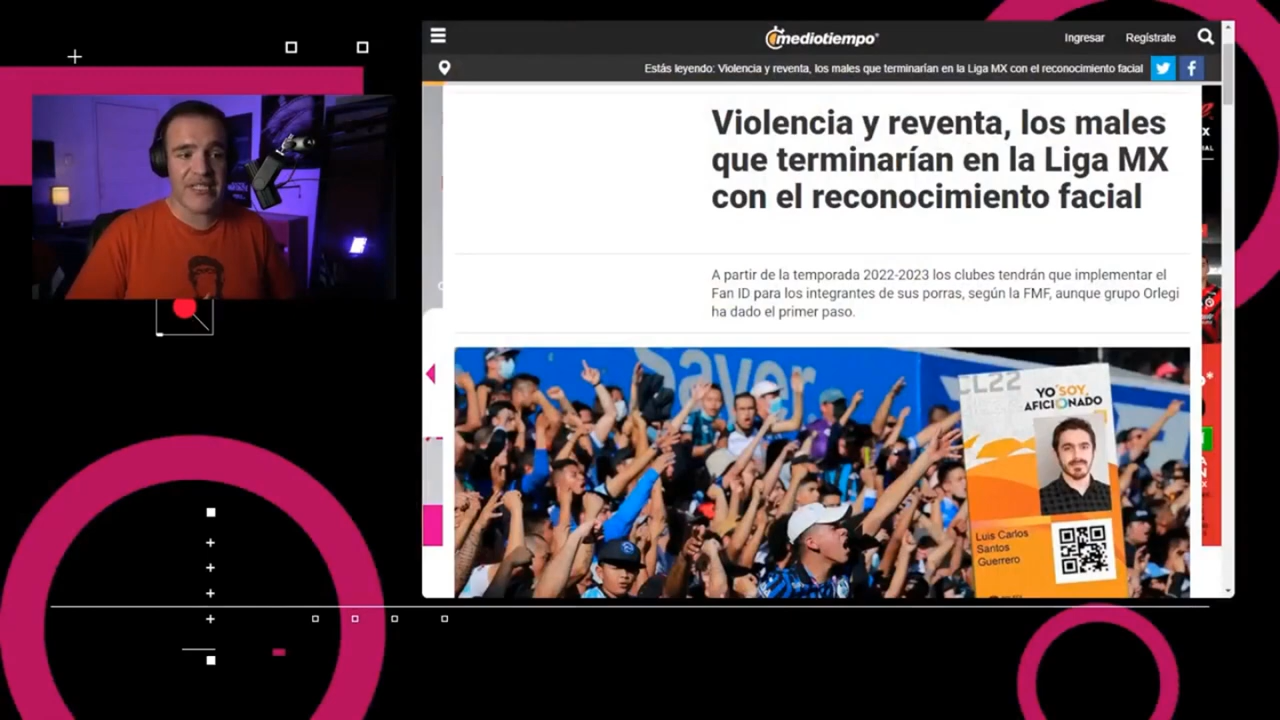 mediotiempo
Ingresar
Regístrate
Estás leyendo: Violencia y reventa, los males que terminarían en la Liga MX con el reconocimiento facial
Violencia y reventa, los males
que terminarían en la Liga MX
con el reconocimiento facial
A partir de la temporada 2022-2023 los clubes tendrán que implementar el
Fan ID para los integrantes de sus porras, según la FMF, aunque grupo Orlegi
ha dado el primer paso.
CL22
YO SOY,
AFICIONADO
Luis Carlos
Santos
Guerrero